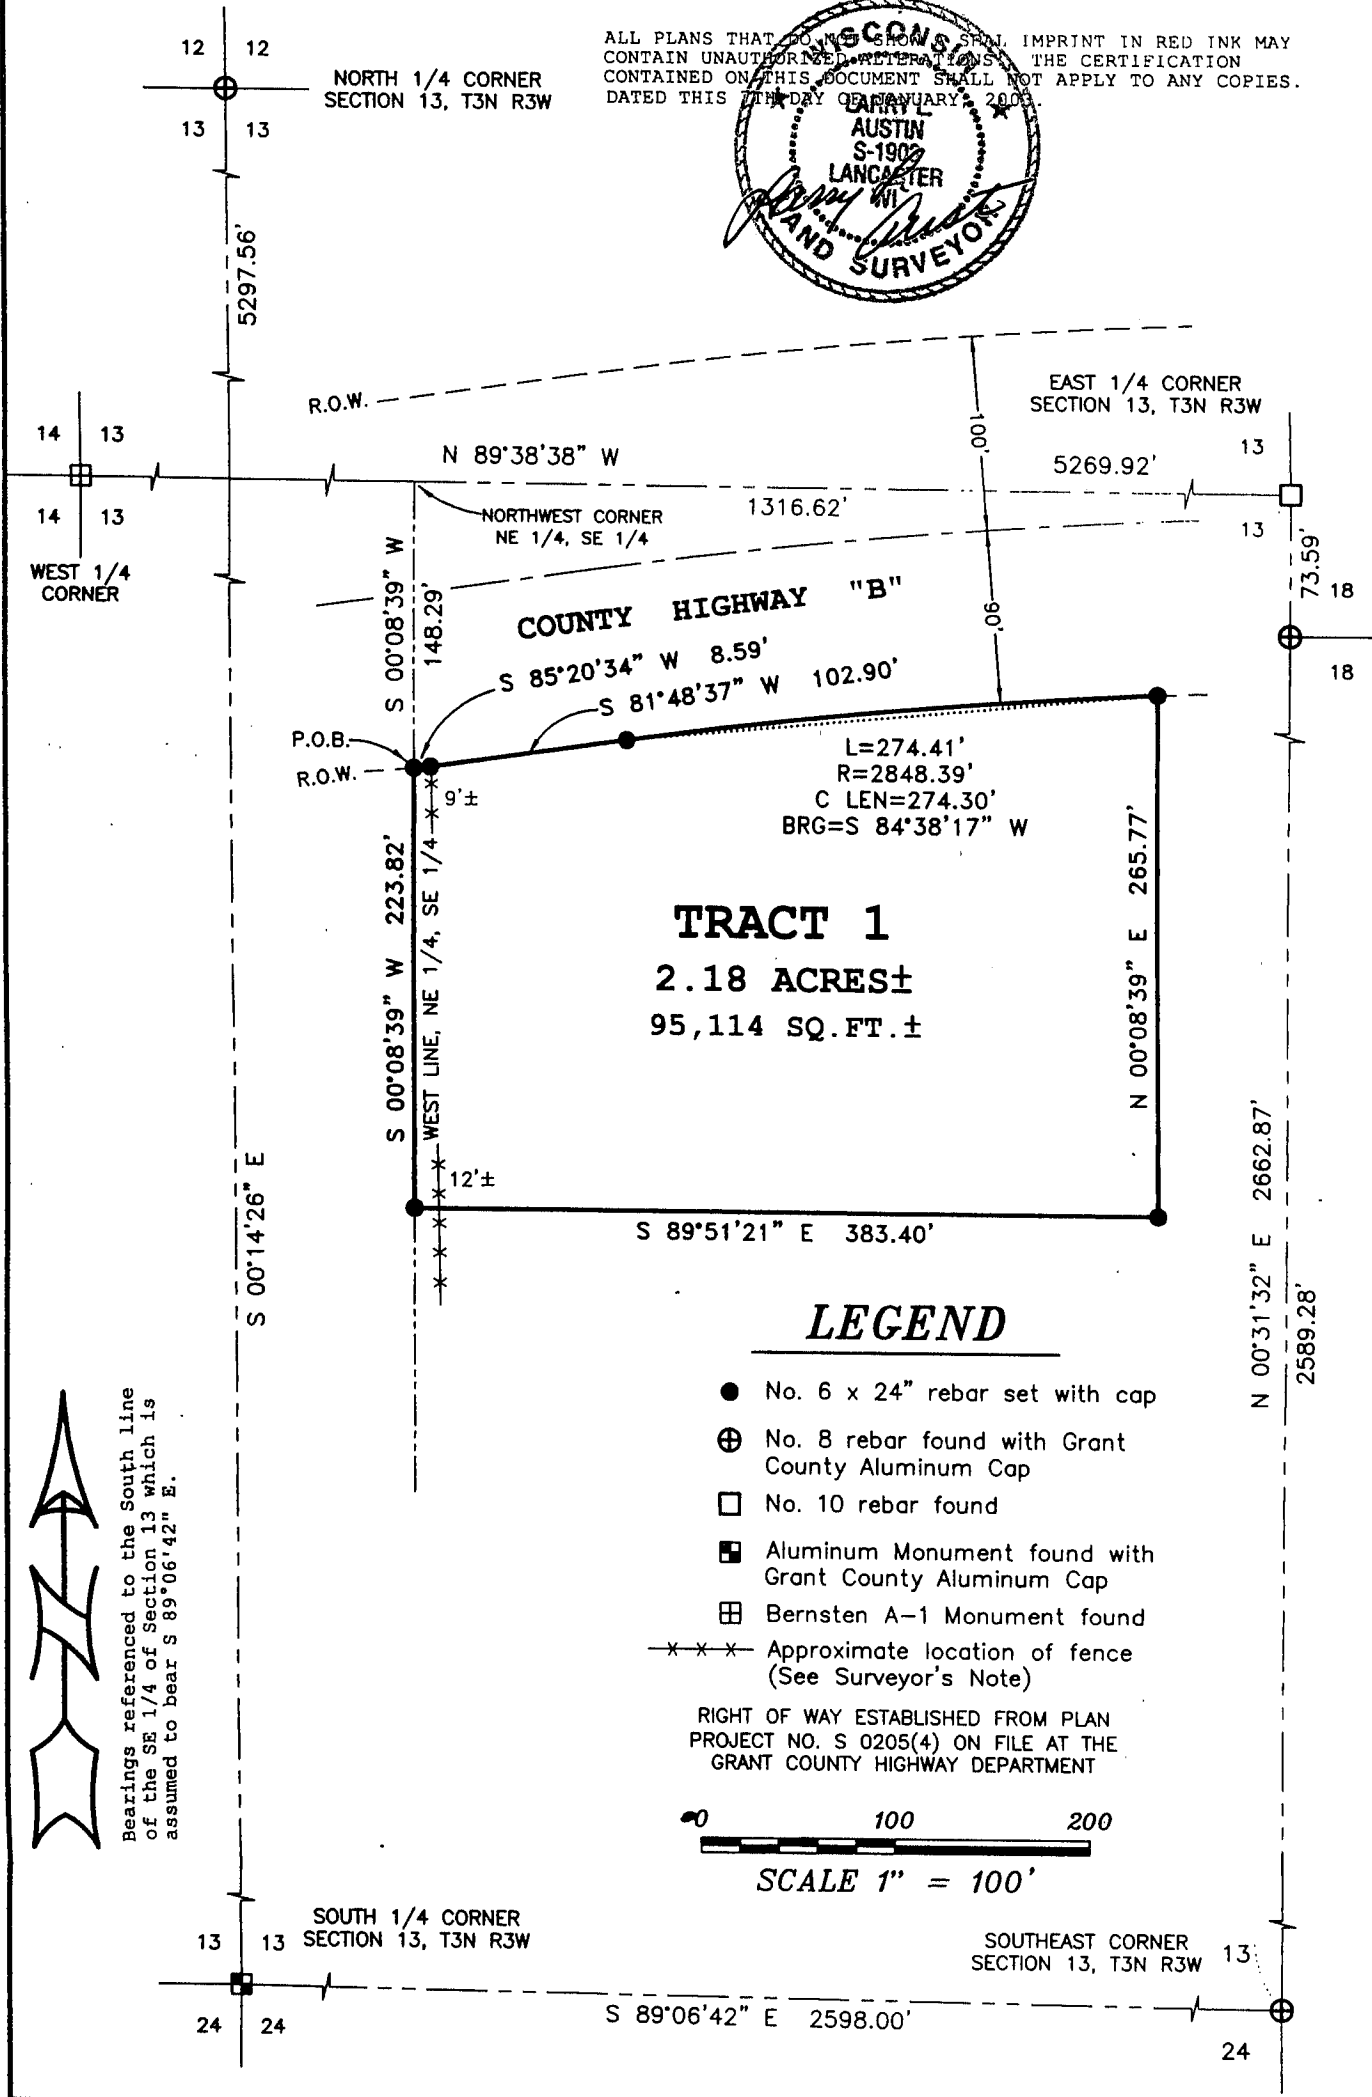 ALL PLANS THAT DO NOT SHOW A SEAL IMPRINT IN RED INK MAY
CONTAIN UNAUTHORIZED ALTERATIONS. THE CERTIFICATION
CONTAINED ON THIS DOCUMENT SHALL NOT APPLY TO ANY COPIES.
DATED THIS 7TH DAY OF JANUARY, 2003.
WISCONSIN
LARRY L.
AUSTIN
S-1902
LANCASTER
WI
LAND SURVEYOR
12 12
13 13
NORTH 1/4 CORNER
SECTION 13, T3N R3W
5297.56'
R.O.W.
100'
EAST 1/4 CORNER
SECTION 13, T3N R3W
14 13
14 13
WEST 1/4
CORNER
N 89°38'38" W
5269.92'
1316.62'
13
13
NORTHWEST CORNER
NE 1/4, SE 1/4
S 00°08'39" W
148.29'
73.59'
18
18
COUNTY HIGHWAY "B"
90'
S 85°20'34" W 8.59'
S 81°48'37" W 102.90'
P.O.B.
R.O.W.
9'±
L=274.41'
R=2848.39'
C LEN=274.30'
BRG=S 84°38'17" W
S 00°08'39" W 223.82'
WEST LINE, NE 1/4, SE 1/4
N 00°08'39" E 265.77'
TRACT 1
2.18 ACRES±
95,114 SQ.FT.±
12'±
S 89°51'21" E 383.40'
S 00°14'26" E
N 00°31'32" E 2662.87'
2589.28'
LEGEND
No. 6 x 24" rebar set with cap
No. 8 rebar found with Grant
County Aluminum Cap
No. 10 rebar found
Aluminum Monument found with
Grant County Aluminum Cap
Bernsten A-1 Monument found
Approximate location of fence
(See Surveyor's Note)
RIGHT OF WAY ESTABLISHED FROM PLAN
PROJECT NO. S 0205(4) ON FILE AT THE
GRANT COUNTY HIGHWAY DEPARTMENT
0 100 200
SCALE 1" = 100'
N
Bearings referenced to the South line
of the SE 1/4 of Section 13 which is
assumed to bear S 89°06'42" E.
13 13
24 24
SOUTH 1/4 CORNER
SECTION 13, T3N R3W
S 89°06'42" E 2598.00'
SOUTHEAST CORNER
SECTION 13, T3N R3W
13
24